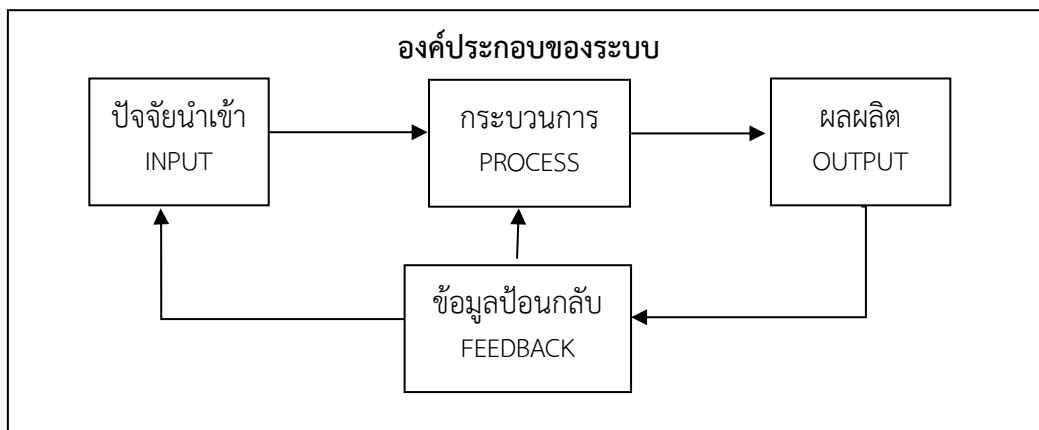 องค์ประกอบของระบบ
ปัจจัยนำเข้า
INPUT
กระบวนการ
PROCESS
ผลผลิต
OUTPUT
ข้อมูลป้อนกลับ
FEEDBACK